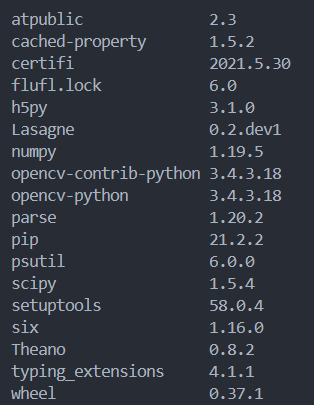 atpublic 2.3
cached-property 1.5.2
certifi 2021.5.30
flufl.lock 6.0
h5py 3.1.0
Lasagne 0.2.dev1
numpy 1.19.5
opencv-contrib-python 3.4.3.18
opencv-python 3.4.3.18
parse 1.20.2
pip 21.2.2
psutil 6.0.0
scipy 1.5.4
setuptools 58.0.4
six 1.16.0
Theano 0.8.2
typing_extensions 4.1.1
wheel 0.37.1